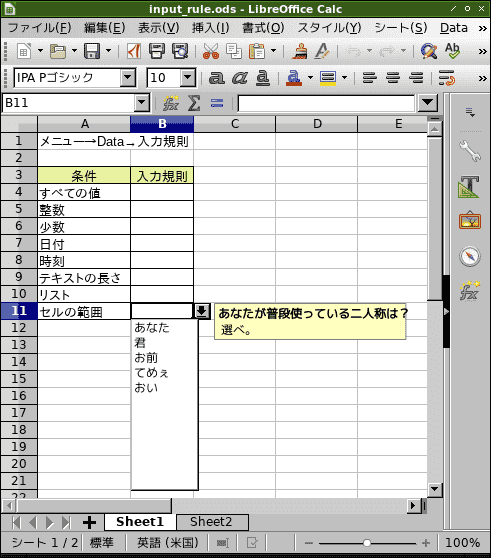 input_rule.ods - LibreOffice Calc
ファイル(F) 編集(E) 表示(V) 挿入(I) 書式(O) スタイル(Y) シート(S) Data »
IPA Pゴシック 10 a a a a »
B11 fx Σ =
A B C D E
1 メニュー→Data→入力規則
2
3 条件 入力規則
4 すべての値
5 整数
6 少数
7 日付
8 時刻
9 テキストの長さ
10 リスト
11 セルの範囲
あなたが普段使っている二人称は？
選べ。
12 あなた
13 君
14 お前
15 てめぇ
16 おい
17
18
19
20
21
22
Sheet1 Sheet2
シート 1 / 2 標準 英語 (米国) 100%